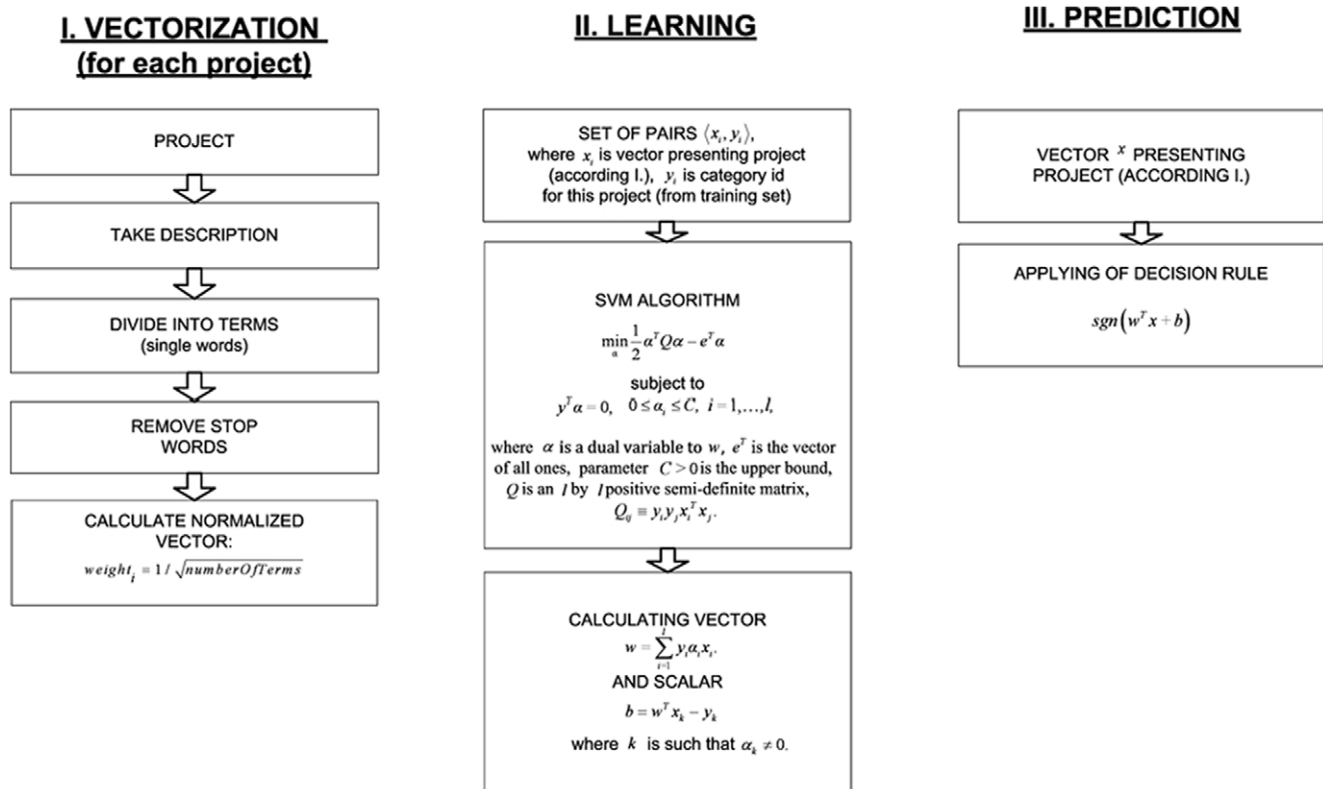 I. VECTORIZATION
(for each project)
PROJECT
TAKE DESCRIPTION
DIVIDE INTO TERMS
(single words)
REMOVE STOP
WORDS
CALCULATE NORMALIZED
VECTOR:
weight_i = 1 / √numberOfTerms
II. LEARNING
SET OF PAIRS ⟨x_i, y_i⟩,
where x_i is vector presenting project
(according I.), y_i is category id
for this project (from training set)
SVM ALGORITHM
min_α 1/2 α^T Qα − e^T α
subject to
y^T α = 0, 0 ≤ α_i ≤ C, i = 1,...,l,
where α is a dual variable to w, e^T is the vector
of all ones, parameter C > 0 is the upper bound,
Q is an l by l positive semi-definite matrix,
Q_ij ≡ y_i y_j x_i^T x_j.
CALCULATING VECTOR
w = ∑_{i=1}^{l} y_i α_i x_i.
AND SCALAR
b = w^T x_k − y_k
where k is such that α_k ≠ 0.
III. PREDICTION
VECTOR x PRESENTING
PROJECT (ACCORDING I.)
APPLYING OF DECISION RULE
sgn(w^T x + b)